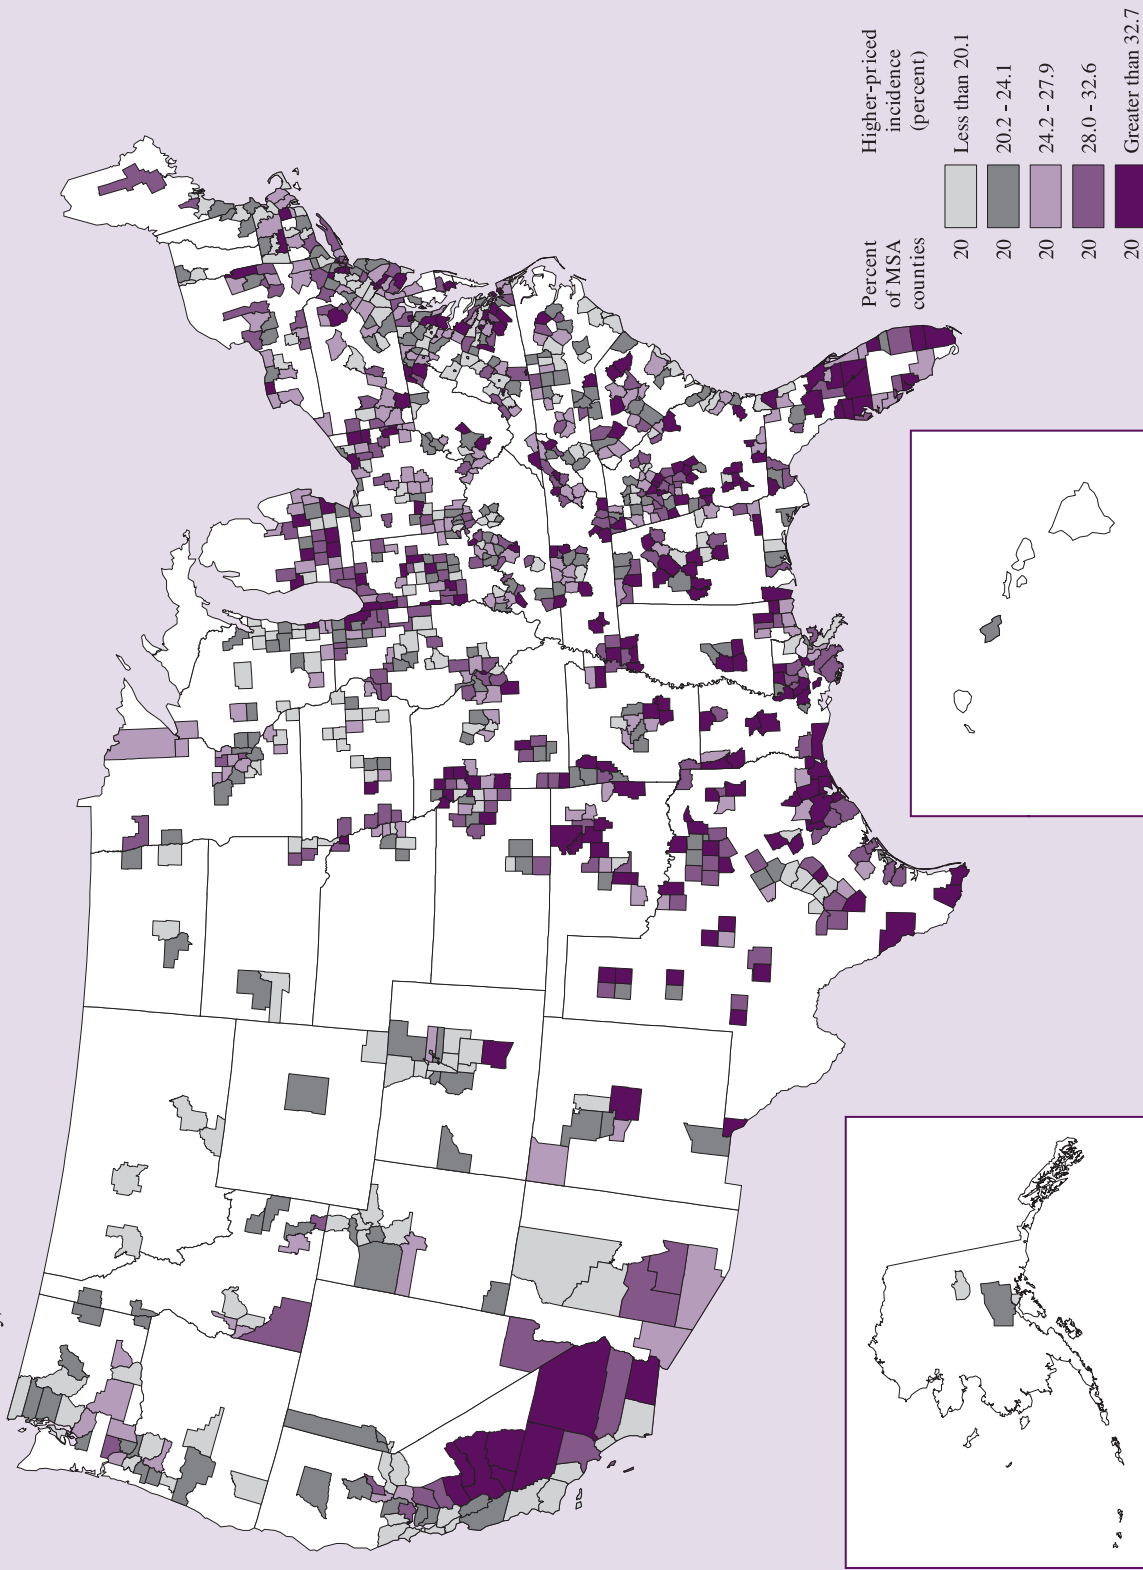 Percent
of MSA
counties
Higher-priced
incidence
(percent)
20 Less than 20.1
20 20.2 - 24.1
20 24.2 - 27.9
20 28.0 - 32.6
20 Greater than 32.7